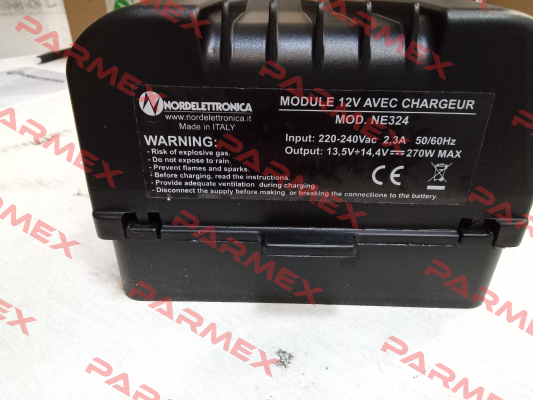 NORDELETTRONICA
www.nordelettronica.it
Made in ITALY
MODULE 12V AVEC CHARGEUR
MOD. NE324
Input: 220-240Vac 2,3A 50/60Hz
Output: 13,5V÷14,4V⎓270W MAX
WARNING:
- Risk of explosive gas.
- Do not expose to rain.
- Prevent flames and sparks.
- Before charging, read the instructions.
- Provide adequate ventilation during charging.
- Disconnect the supply before making or breaking the connections to the battery.
CE
PARMEX
PARMEX
PARMEX
PARMEX
PARMEX
PARMEX
PARMEX
PARMEX
PARMEX